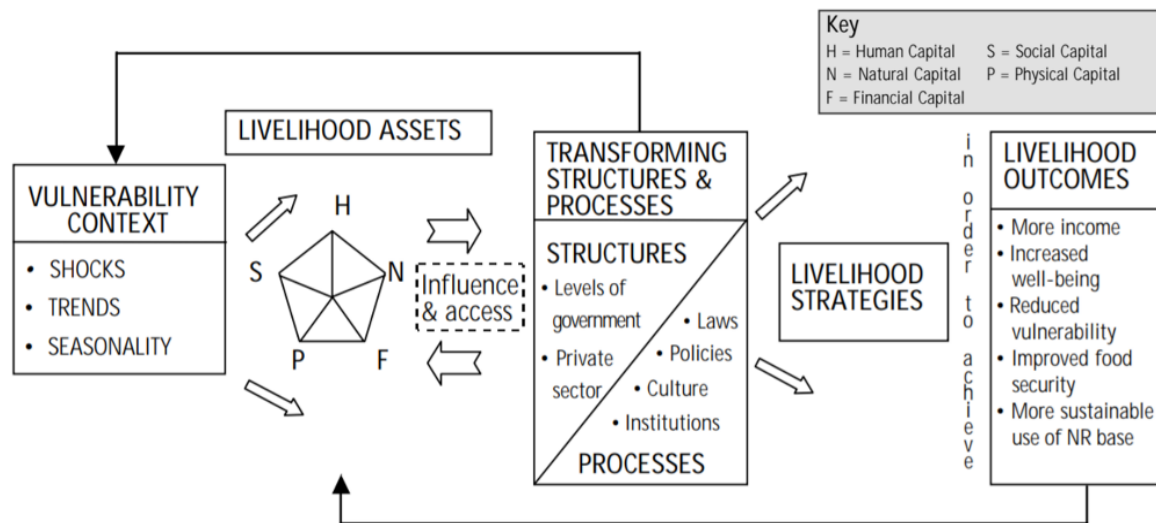 Key
H = Human Capital S = Social Capital
N = Natural Capital P = Physical Capital
F = Financial Capital
LIVELIHOOD ASSETS
VULNERABILITY
CONTEXT
• SHOCKS
• TRENDS
• SEASONALITY
H
S
N
P
F
Influence
& access
TRANSFORMING
STRUCTURES &
PROCESSES
STRUCTURES
• Levels of
government
• Private
sector
• Laws
• Policies
• Culture
• Institutions
PROCESSES
LIVELIHOOD
STRATEGIES
in order to achieve
LIVELIHOOD
OUTCOMES
• More income
• Increased
well-being
• Reduced
vulnerability
• Improved food
security
• More sustainable
use of NR base